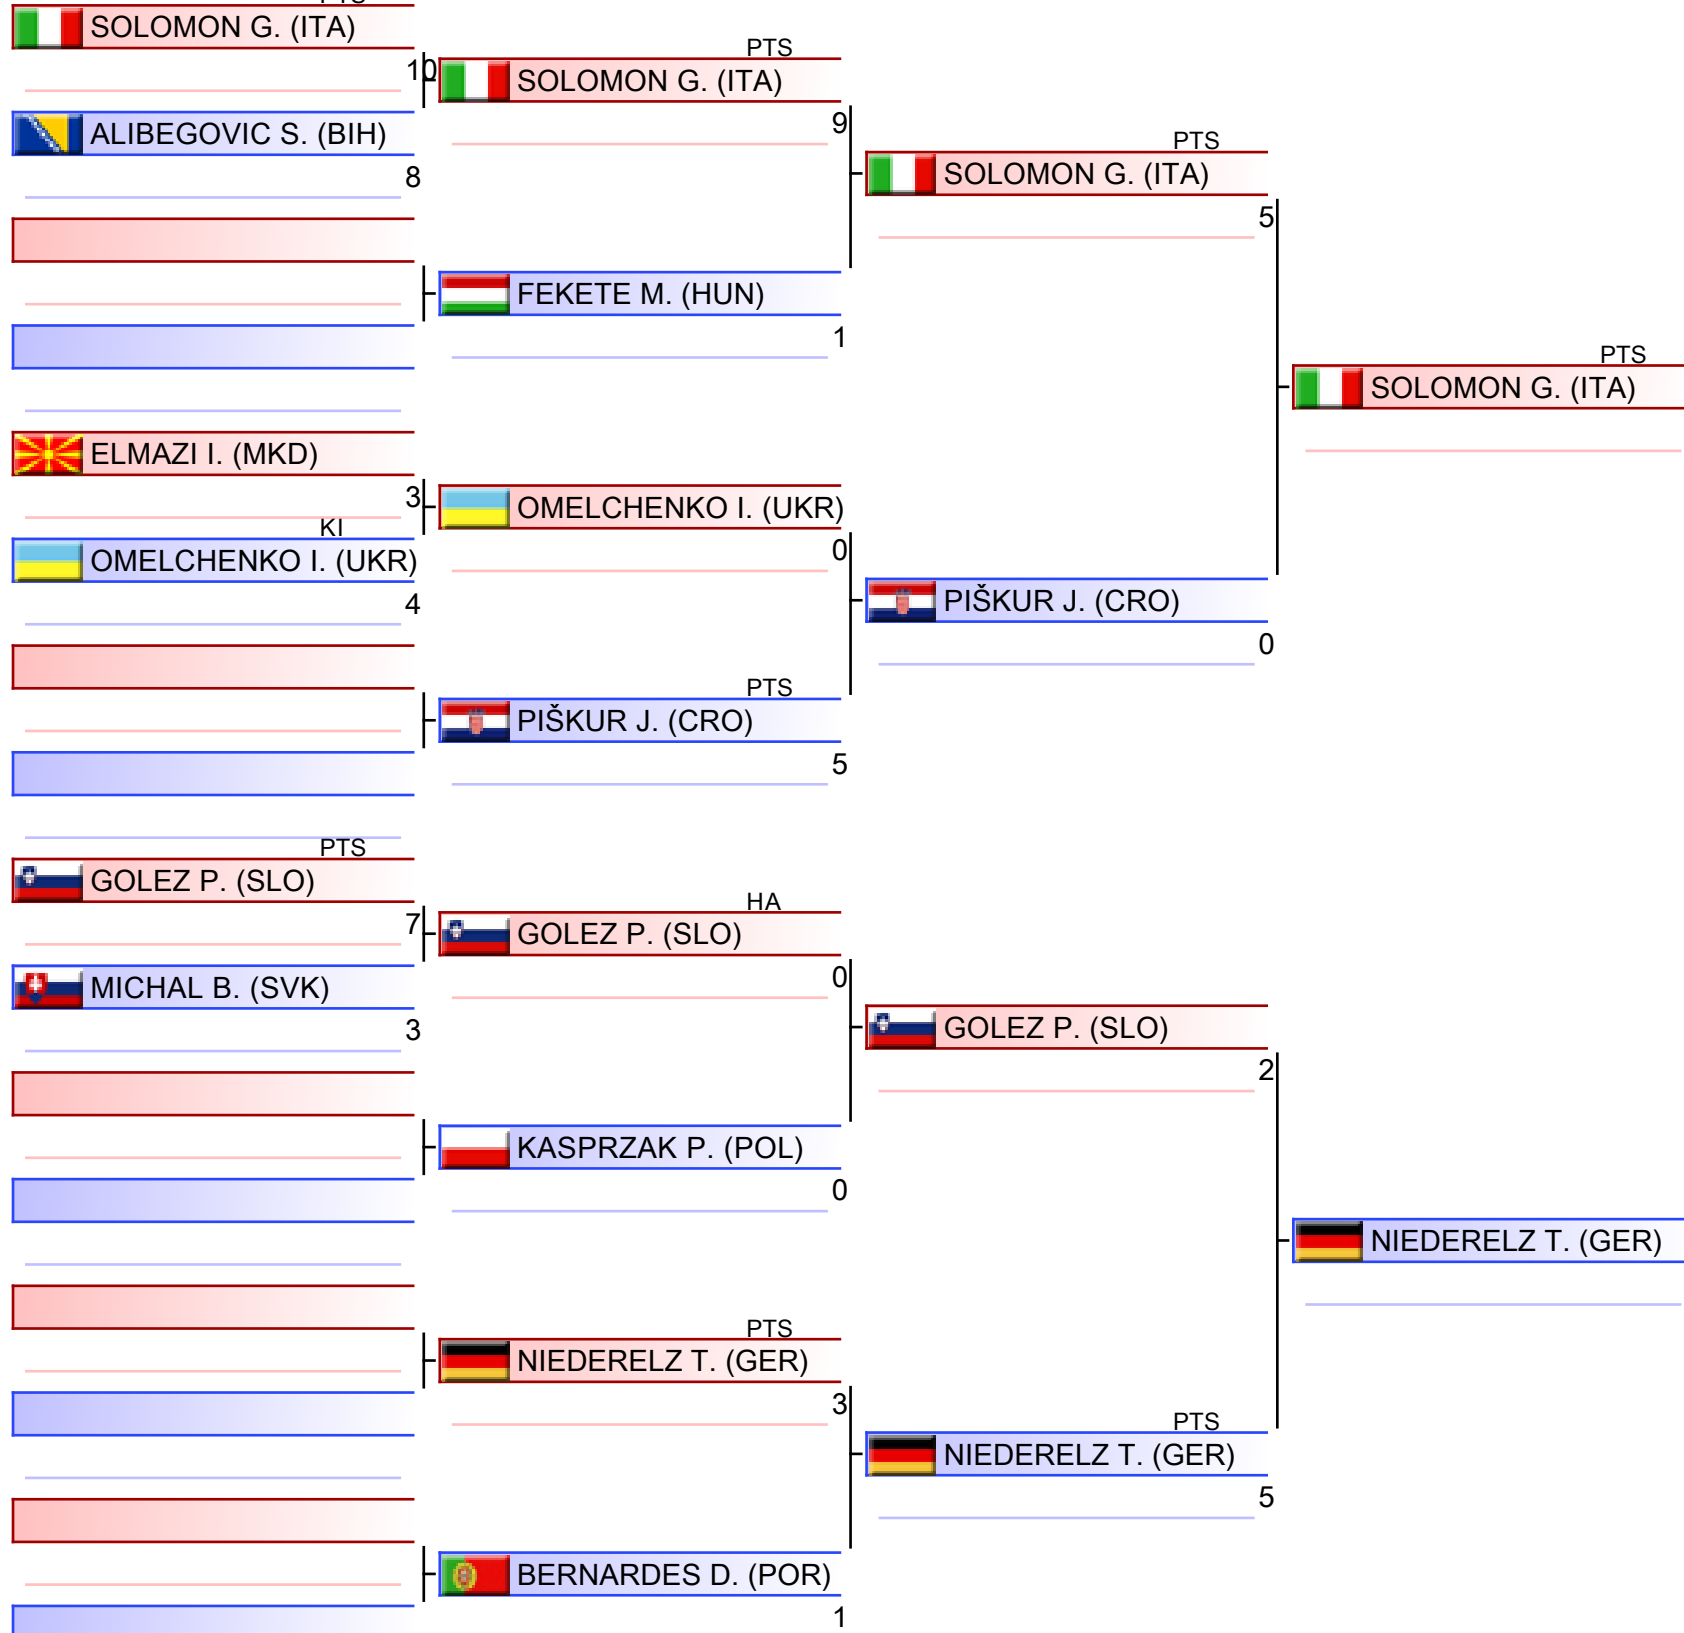 PTS
SOLOMON G. (ITA)
10
ALIBEGOVIC S. (BIH)
8
ELMAZI I. (MKD)
3
KI
OMELCHENKO I. (UKR)
4
PTS
GOLEZ P. (SLO)
7
MICHAL B. (SVK)
3
PTS
SOLOMON G. (ITA)
9
FEKETE M. (HUN)
1
OMELCHENKO I. (UKR)
0
PTS
PIŠKUR J. (CRO)
5
HA
GOLEZ P. (SLO)
0
KASPRZAK P. (POL)
0
PTS
NIEDERELZ T. (GER)
3
BERNARDES D. (POR)
1
PTS
SOLOMON G. (ITA)
5
PIŠKUR J. (CRO)
0
GOLEZ P. (SLO)
2
PTS
NIEDERELZ T. (GER)
5
PTS
SOLOMON G. (ITA)
NIEDERELZ T. (GER)